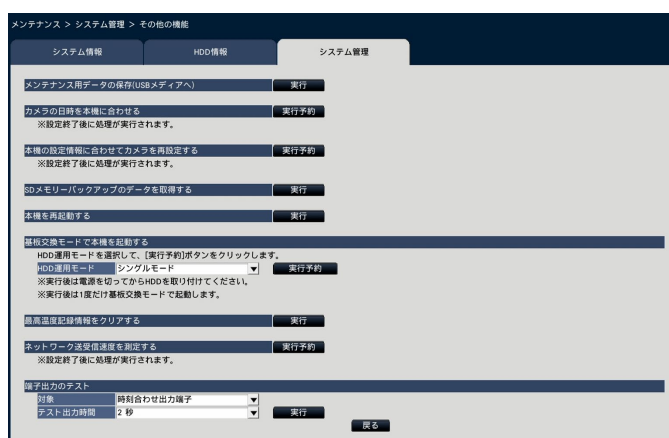 メンテナンス > システム管理 > その他の機能
システム情報 HDD情報 システム管理
メンテナンス用データの保存(USBメディアへ) 実行
カメラの日時を本機に合わせる 実行予約
※設定終了後に処理が実行されます。
本機の設定情報に合わせてカメラを再設定する 実行予約
※設定終了後に処理が実行されます。
SDメモリーバックアップのデータを取得する 実行
本機を再起動する 実行
基板交換モードで本機を起動する
HDD運用モードを選択して、[実行予約]ボタンをクリックします。
HDD運用モード シングルモード 実行予約
※実行後は電源を切ってからHDDを取り付けてください。
※実行後は1度だけ基板交換モードで起動します。
最高温度記録情報をクリアする 実行
ネットワーク送受信速度を測定する 実行予約
※設定終了後に処理が実行されます。
端子出力のテスト
対象 時刻合わせ出力端子
テスト出力時間 2 秒 実行
戻る